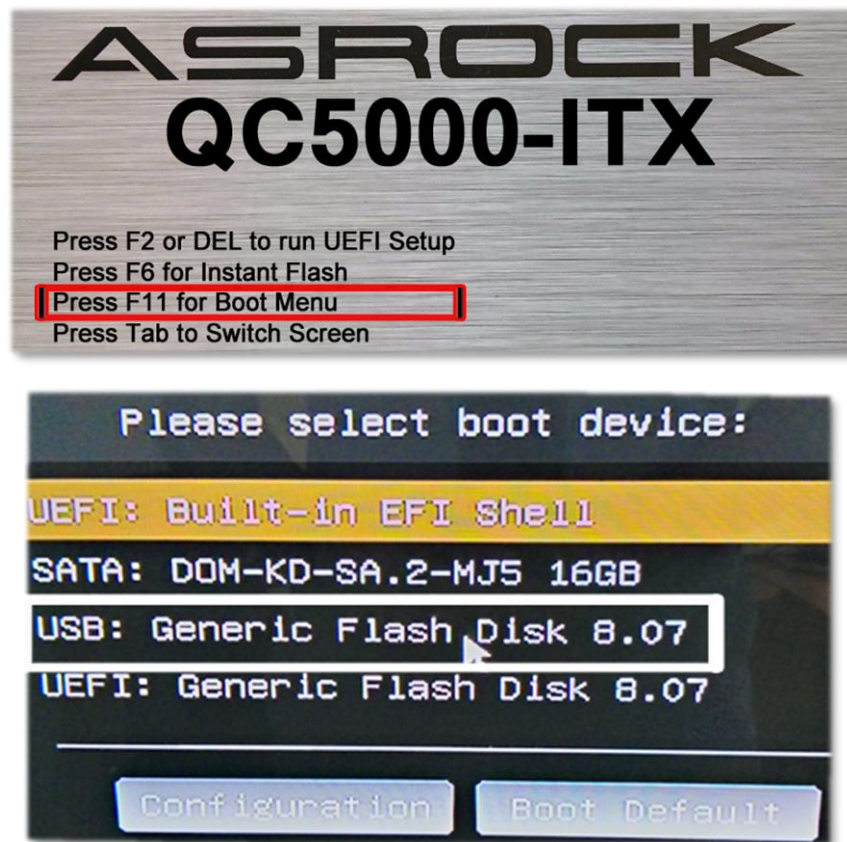 ASROCK
QC5000-ITX
Press F2 or DEL to run UEFI Setup
Press F6 for Instant Flash
Press F11 for Boot Menu
Press Tab to Switch Screen
Please select boot device:
UEFI: Built-in EFI Shell
SATA: DOM-KD-SA.2-MJ5 16GB
USB: Generic Flash Disk 8.07
UEFI: Generic Flash Disk 8.07
Configuration
Boot Default